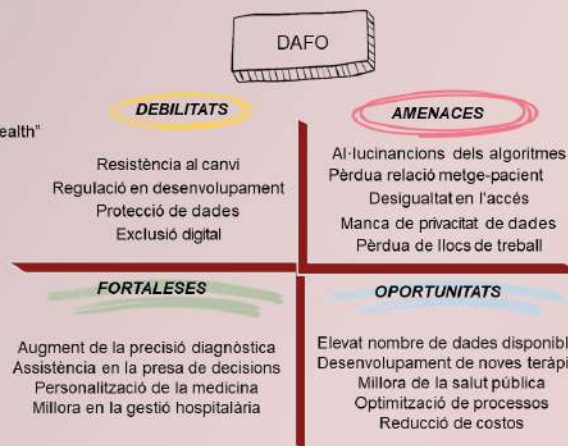 DAFO
DEBILITATS
Resistència al canvi
Regulació en desenvolupament
Protecció de dades
Exclusió digital
AMENACES
Al·lucinancions dels algoritmes
Pèrdua relació metge-pacient
Desigualtat en l'accés
Manca de privacitat de dades
Pèrdua de llocs de treball
FORTALESES
Augment de la precisió diagnòstica
Assistència en la presa de decisions
Personalització de la medicina
Millora en la gestió hospitalària
OPORTUNITATS
Elevat nombre de dades
Desenvolupament de noves
Millora de la salut pública
Optimització de processos
Reducció de costos